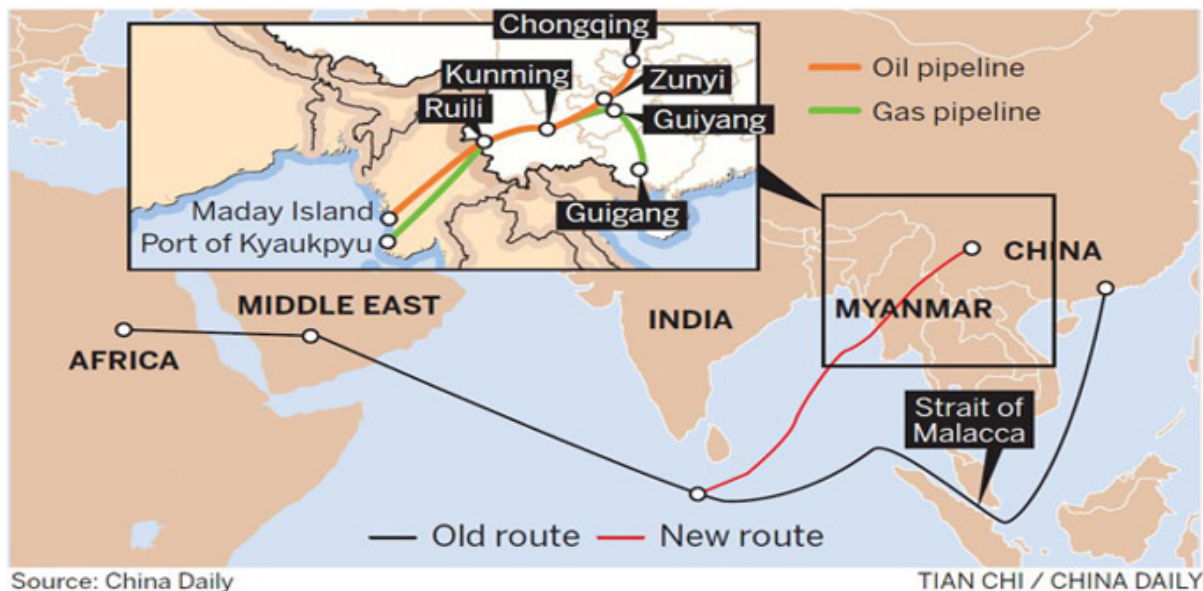 Chongqing
Kunming
Zunyi
Ruili
Guiyang
Oil pipeline
Gas pipeline
Maday Island
Port of Kyaukpyu
Guigang
CHINA
MIDDLE EAST
INDIA
MYANMAR
AFRICA
Strait of
Malacca
Old route
New route
Source: China Daily
TIAN CHI / CHINA DAILY